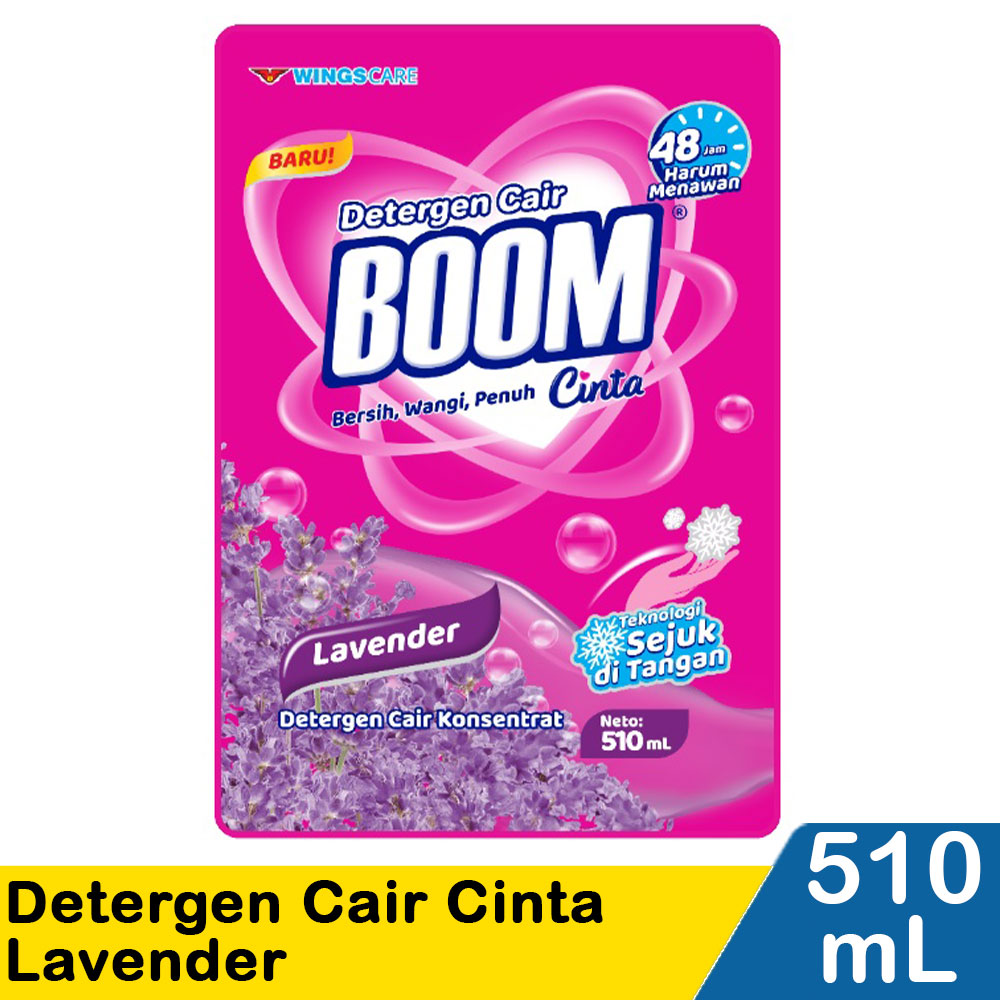 WINGSCARE
BARU!
48 Jam
Harum
Menawan
Detergen Cair
BOOM®
Bersih, Wangi, Penuh Cinta
Lavender
Teknologi
Sejuk
di Tangan
Detergen Cair Konsentrat
Neto:
510 mL
Detergen Cair Cinta
Lavender
510
mL